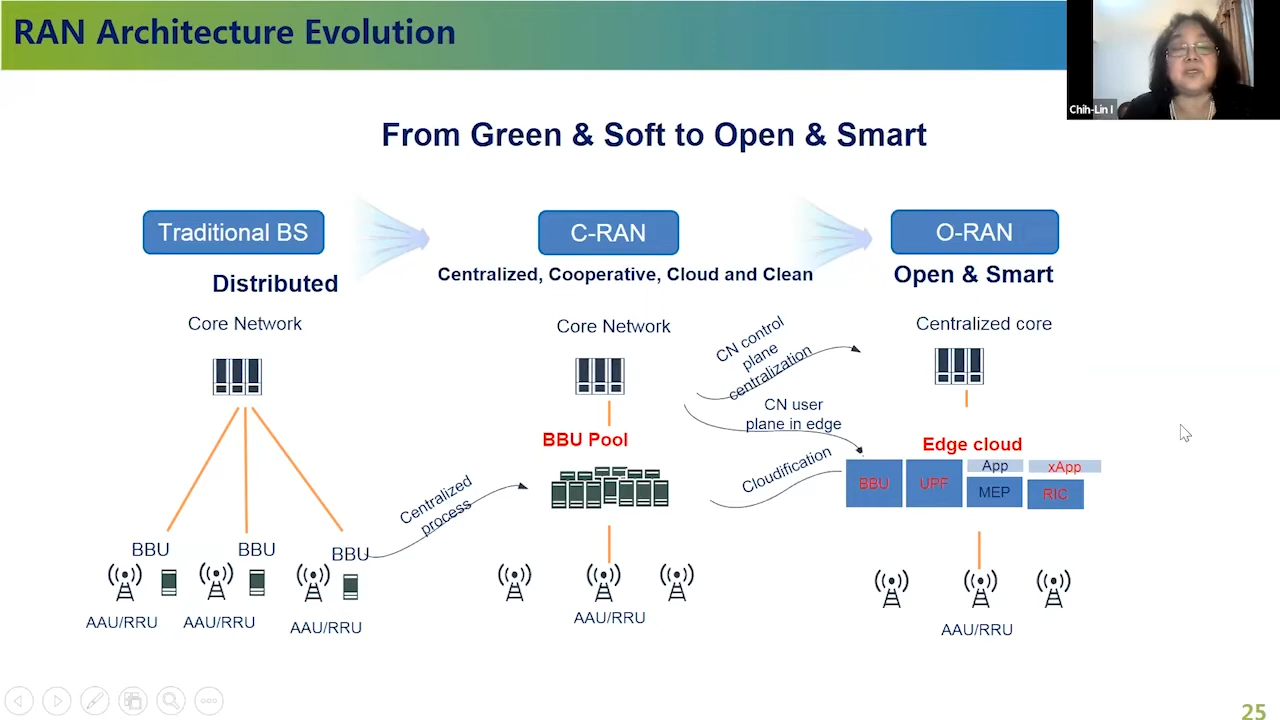 RAN Architecture Evolution
Chih-Lin I
From Green & Soft to Open & Smart
Traditional BS
C-RAN
O-RAN
Distributed
Centralized, Cooperative, Cloud and Clean
Open & Smart
Core Network
Core Network
Centralized core
CN control
plane
centralization
CN user
plane in edge
BBU Pool
Edge cloud
Cloudification
BBU
UPF
App
MEP
xApp
RIC
Centralized
process
BBU
BBU
BBU
AAU/RRU
AAU/RRU
AAU/RRU
AAU/RRU
AAU/RRU
25